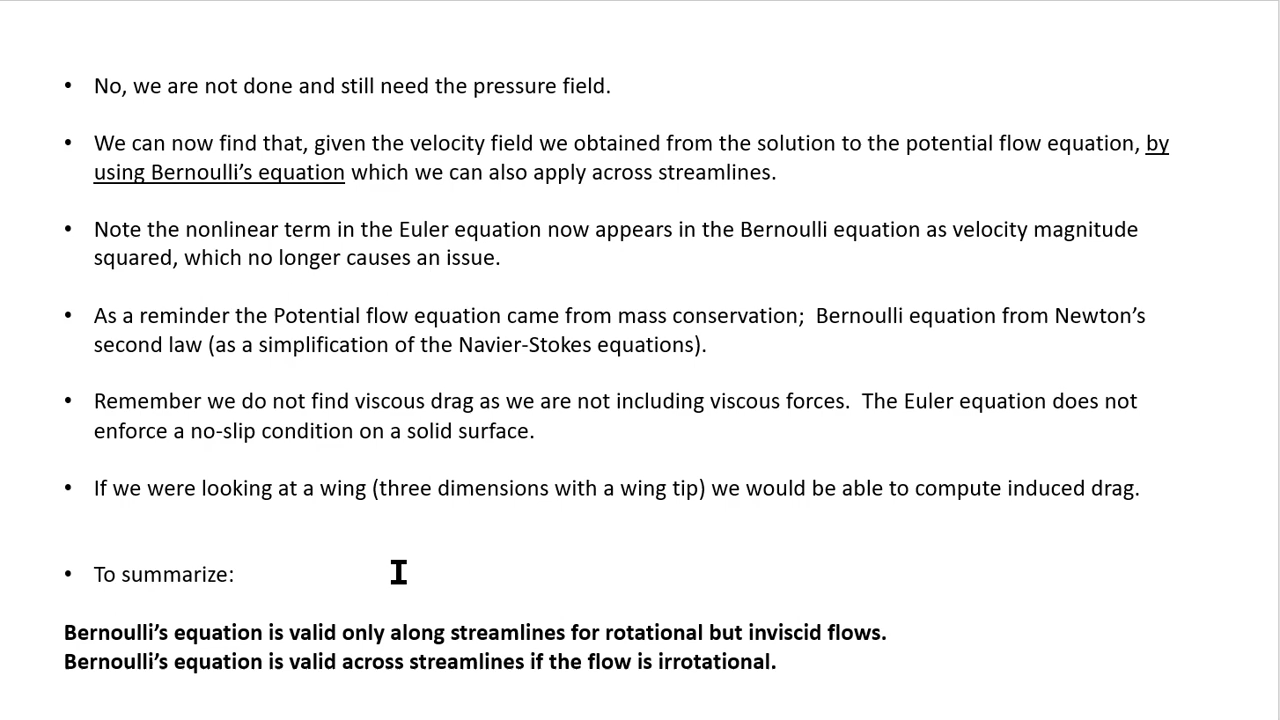 • No, we are not done and still need the pressure field.
• We can now find that, given the velocity field we obtained from the solution to the potential flow equation, by
using Bernoulli’s equation which we can also apply across streamlines.
• Note the nonlinear term in the Euler equation now appears in the Bernoulli equation as velocity magnitude
squared, which no longer causes an issue.
• As a reminder the Potential flow equation came from mass conservation;  Bernoulli equation from Newton’s
second law (as a simplification of the Navier-Stokes equations).
• Remember we do not find viscous drag as we are not including viscous forces.  The Euler equation does not
enforce a no-slip condition on a solid surface.
• If we were looking at a wing (three dimensions with a wing tip) we would be able to compute induced drag.
• To summarize:
Bernoulli’s equation is valid only along streamlines for rotational but inviscid flows.
Bernoulli’s equation is valid across streamlines if the flow is irrotational.